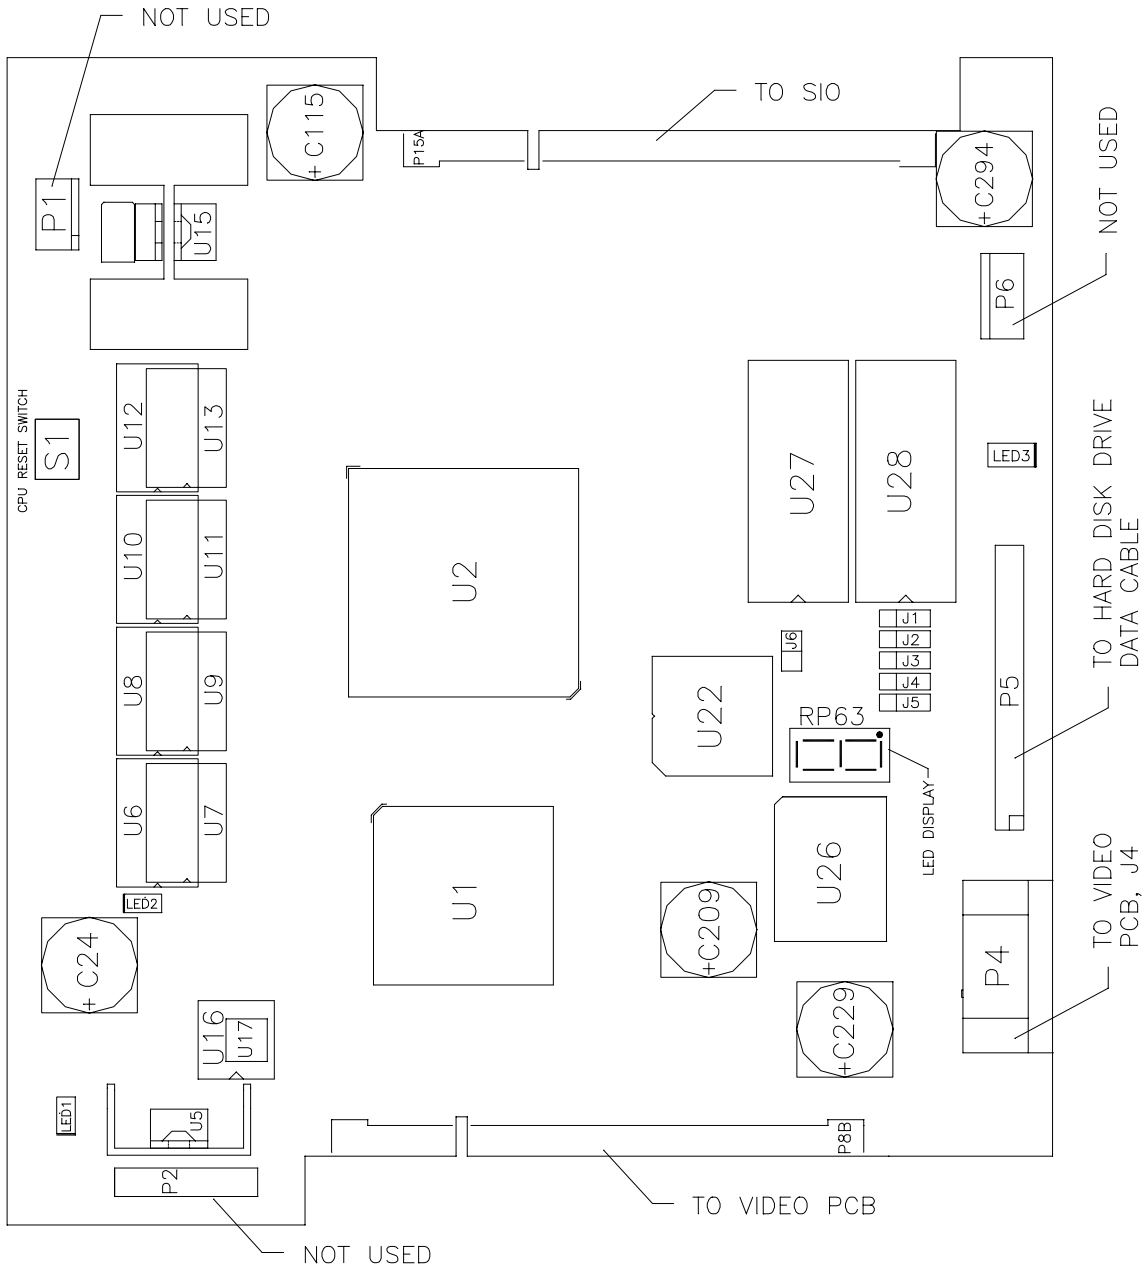 NOT USED
TO SIO
P15A
+C115
+C294
NOT USED
P1
U15
P6
CPU RESET SWITCH
S1
U12
U13
U10
U11
U8
U9
U6
U7
U2
U27
U28
LED3
TO HARD DISK DRIVE
DATA CABLE
J1
J2
J3
J4
J5
J6
P5
U22
RP63
LED DISPLAY
U26
U1
LED2
+C24
+C209
+C229
P4
TO VIDEO
PCB, J4
U16
U17
LED1
U5
P2
P8B
TO VIDEO PCB
NOT USED